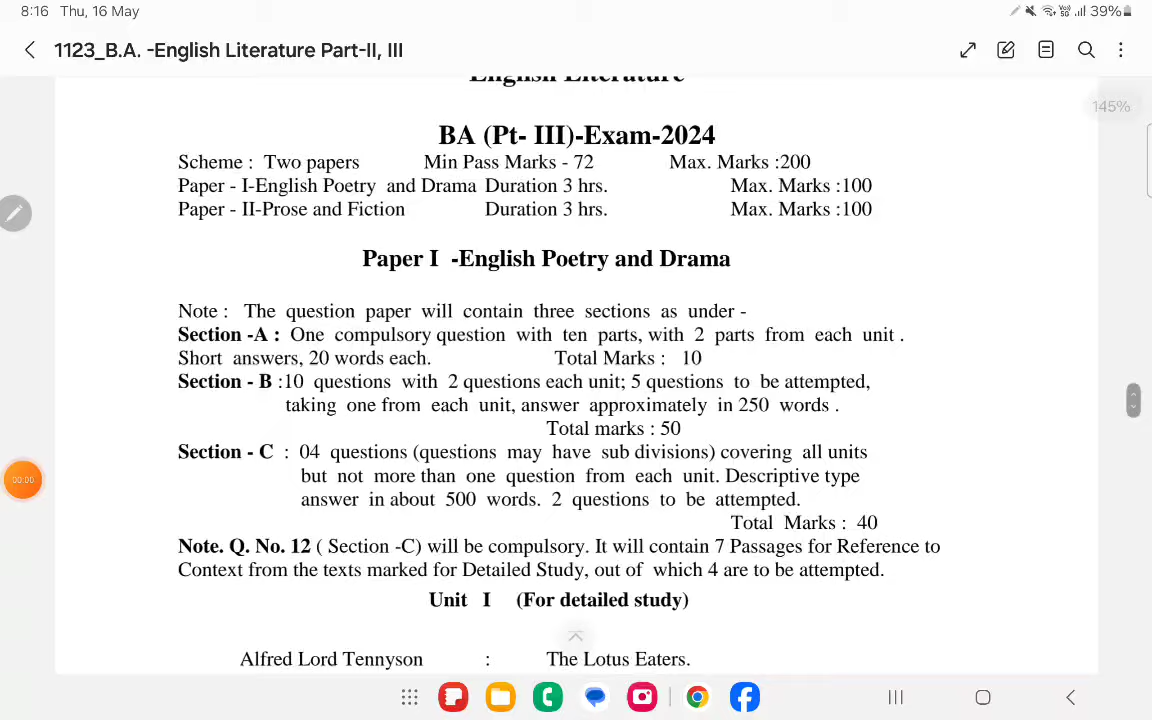 8:16 Thu, 16 May 39%
1123_B.A. -English Literature Part-II, III
English Literature
145%
BA (Pt- III)-Exam-2024
Scheme : Two papers Min Pass Marks - 72 Max. Marks :200
Paper - I-English Poetry and Drama Duration 3 hrs. Max. Marks :100
Paper - II-Prose and Fiction Duration 3 hrs. Max. Marks :100
Paper I -English Poetry and Drama
Note : The question paper will contain three sections as under -
Section -A : One compulsory question with ten parts, with 2 parts from each unit .
Short answers, 20 words each. Total Marks : 10
Section - B :10 questions with 2 questions each unit; 5 questions to be attempted,
taking one from each unit, answer approximately in 250 words .
Total marks : 50
Section - C : 04 questions (questions may have sub divisions) covering all units
but not more than one question from each unit. Descriptive type
answer in about 500 words. 2 questions to be attempted.
00:00
Total Marks : 40
Note. Q. No. 12 ( Section -C) will be compulsory. It will contain 7 Passages for Reference to
Context from the texts marked for Detailed Study, out of which 4 are to be attempted.
Unit I (For detailed study)
Alfred Lord Tennyson : The Lotus Eaters.